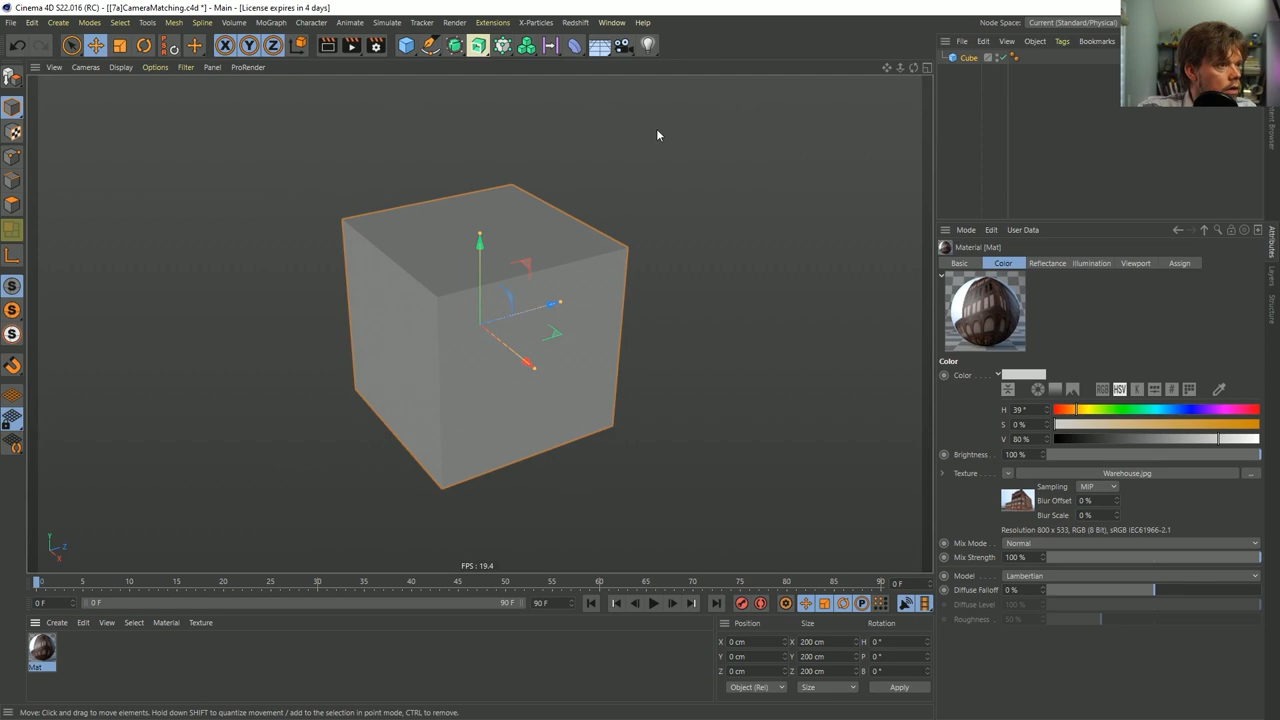 Cinema 4D S22.016 (RC) - [[7a]CameraMatching.c4d *] - Main - [License expires in 4 days]
File Edit Create Modes Select Tools Mesh Spline Volume MoGraph Character Animate Simulate Tracker Render Extensions X-Particles Redshift Window Help Node Space: Current (Standard/Physical)
X Y Z
File Edit View Object Tags Bookmarks
View Cameras Display Options Filter Panel ProRender
Cube
Content Browser
Mode Edit User Data
Material [Mat]
Basic Color Reflectance Illumination Viewport Assign
Attributes
Layers
Structure
Color
Color
RGB HSV K #
H 39 °
S 0 %
V 80 %
Brightness 100 %
Texture Warehouse.jpg ...
Sampling MIP
Blur Offset 0 %
Blur Scale 0 %
Resolution 800 x 533, RGB (8 Bit), sRGB IEC61966-2.1
Mix Mode Normal
Mix Strength 100 %
Model Lambertian
Diffuse Falloff 0 %
Diffuse Level 100 %
Roughness 50 %
S
S
S
Y
Z
X
FPS : 19.4
0 5 10 15 20 25 30 35 40 45 50 55 60 65 70 75 80 85 90 0 F
0 F 0 F 90 F 90 F P
Create Edit View Select Material Texture
Mat
Position Size Rotation
X 0 cm X 200 cm H 0 °
Y 0 cm Y 200 cm P 0 °
Z 0 cm Z 200 cm B 0 °
Object (Rel) Size Apply
Move: Click and drag to move elements. Hold down SHIFT to quantize movement / add to the selection in point mode, CTRL to remove.